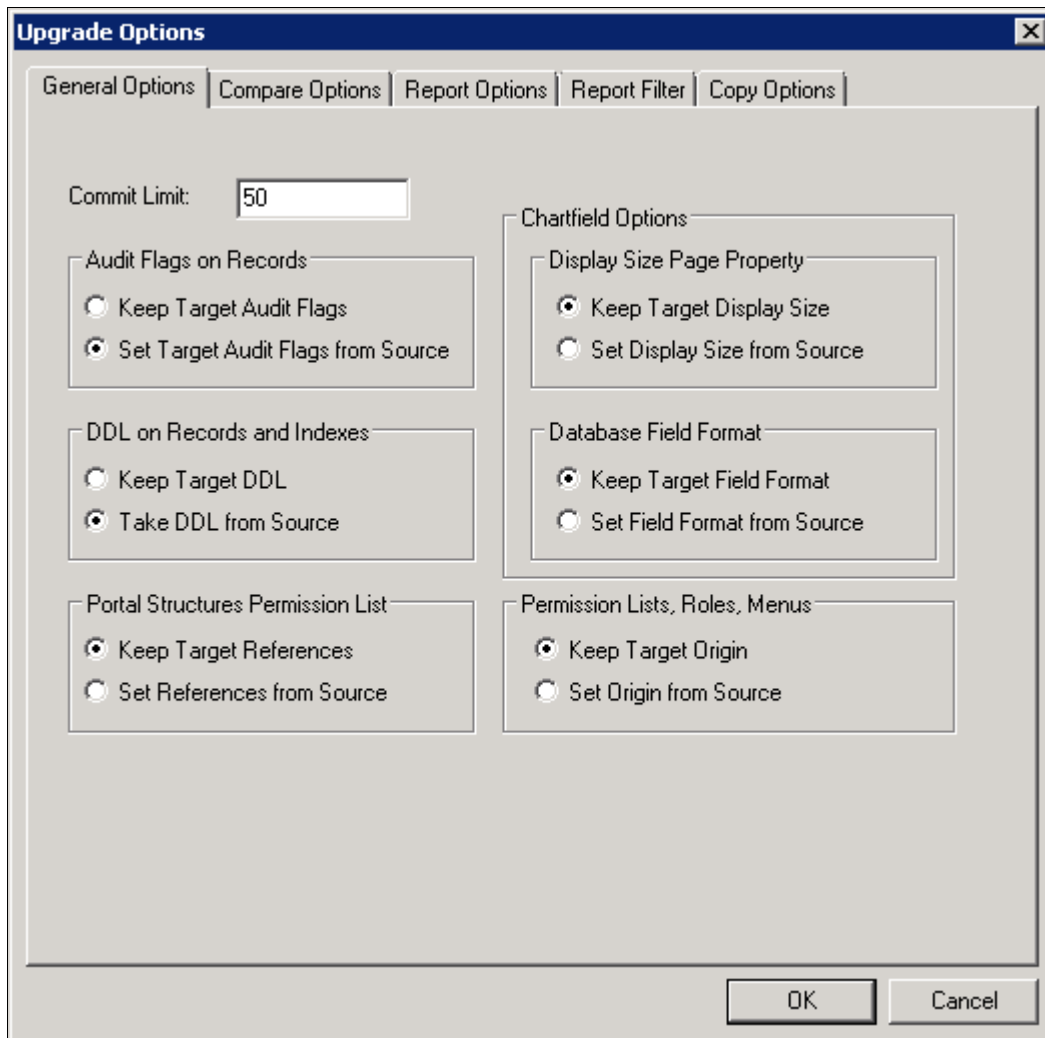 Upgrade Options
General Options
Compare Options
Report Options
Report Filter
Copy Options
Commit Limit: 50
Audit Flags on Records
Keep Target Audit Flags
Set Target Audit Flags from Source
DDL on Records and Indexes
Keep Target DDL
Take DDL from Source
Portal Structures Permission List
Keep Target References
Set References from Source
Chartfield Options
Display Size Page Property
Keep Target Display Size
Set Display Size from Source
Database Field Format
Keep Target Field Format
Set Field Format from Source
Permission Lists, Roles, Menus
Keep Target Origin
Set Origin from Source
OK
Cancel